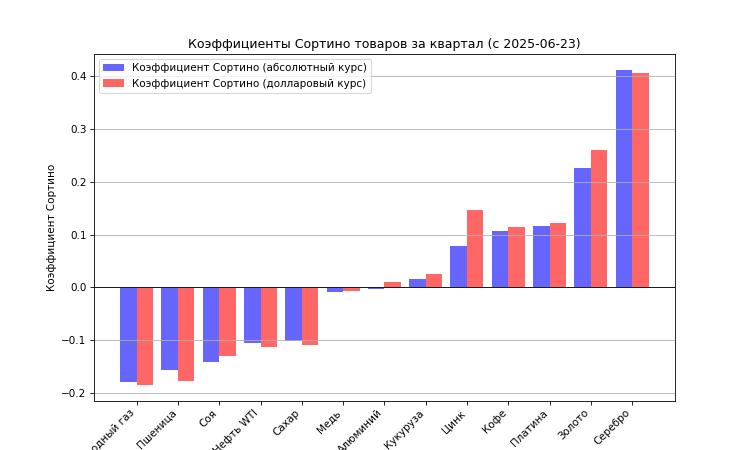 Коэффициенты Сортино товаров за квартал (с 2025-06-23)
Коэффициент Сортино (абсолютный курс)
Коэффициент Сортино (долларовый курс)
Коэффициент Сортино
0.4
0.3
0.2
0.1
0.0
−0.1
−0.2
одный газ
Пшеница
Соя
Нефть WTI
Сахар
Медь
Алюминий
Кукуруза
Цинк
Кофе
Платина
Золото
Серебро